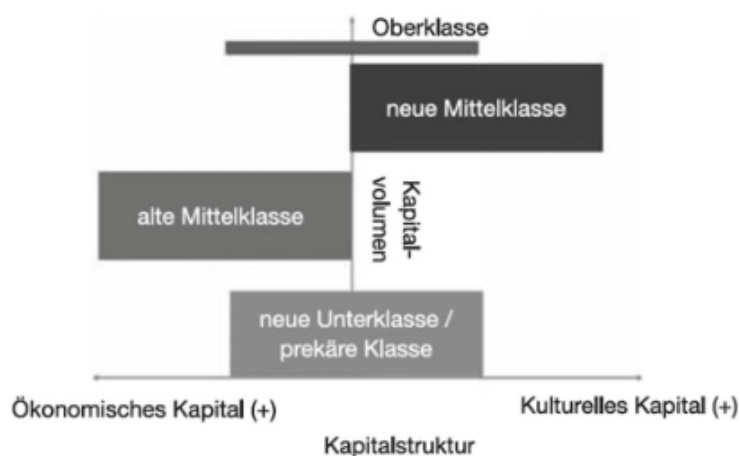 Oberklasse
neue Mittelklasse
alte Mittelklasse
Kapital-
volumen
neue Unterklasse /
prekäre Klasse
Ökonomisches Kapital (+)
Kulturelles Kapital (+)
Kapitalstruktur